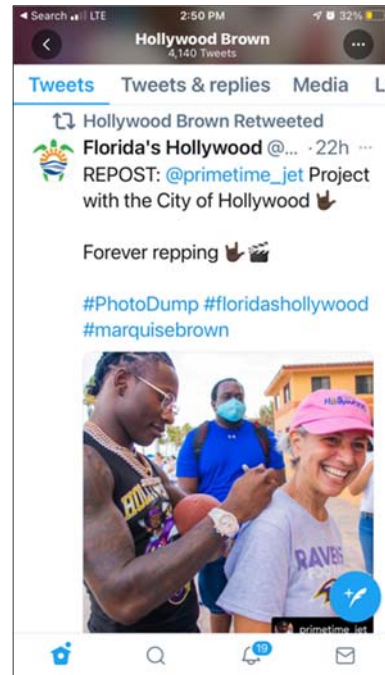 Search LTE 2:50 PM 32%
Hollywood Brown
4,140 Tweets
Tweets Tweets & replies Media L
Hollywood Brown Retweeted
Florida's Hollywood @... · 22h ...
REPOST: @primetime_jet Project
with the City of Hollywood 🤟🏿
Forever repping 🤟🏿 🎬
#PhotoDump #floridashollywood
#marquisebrown
HOLLYWOOD
RAVENS
primetime_jet
19